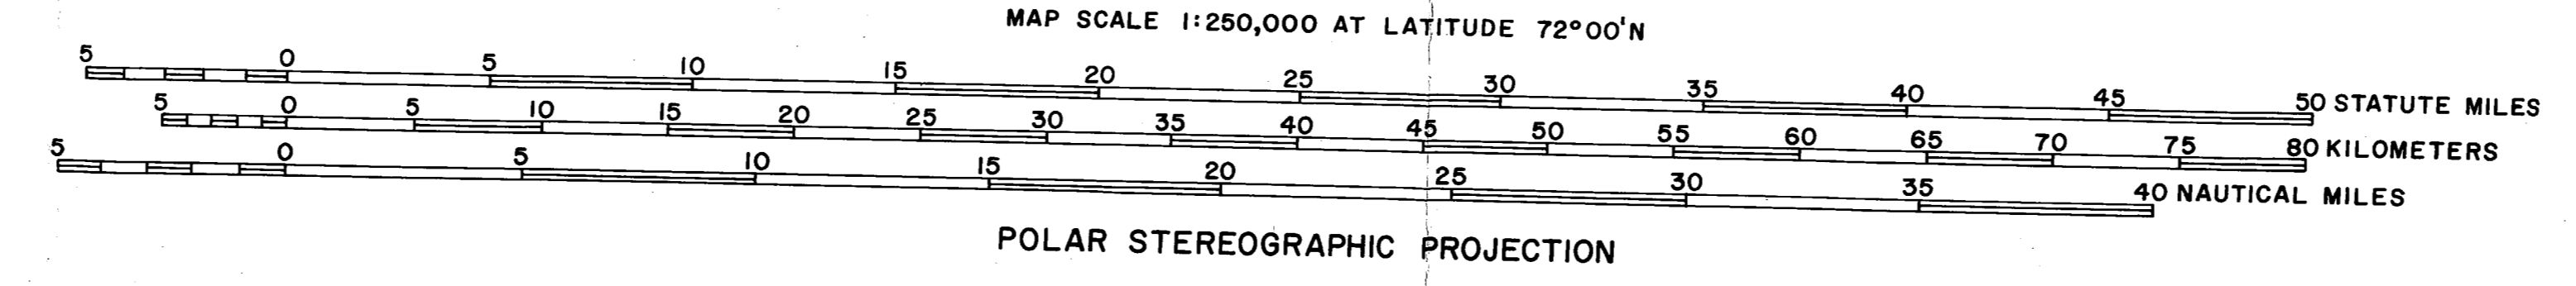 MAP SCALE 1:250,000 AT LATITUDE 72°00'N
5 0 5 10 15 20 25 30 35 40 45 50 STATUTE MILES
5 0 5 10 15 20 25 30 35 40 45 50 55 60 65 70 75 80 KILOMETERS
5 0 5 10 15 20 25 30 35 40 NAUTICAL MILES
POLAR STEREOGRAPHIC PROJECTION